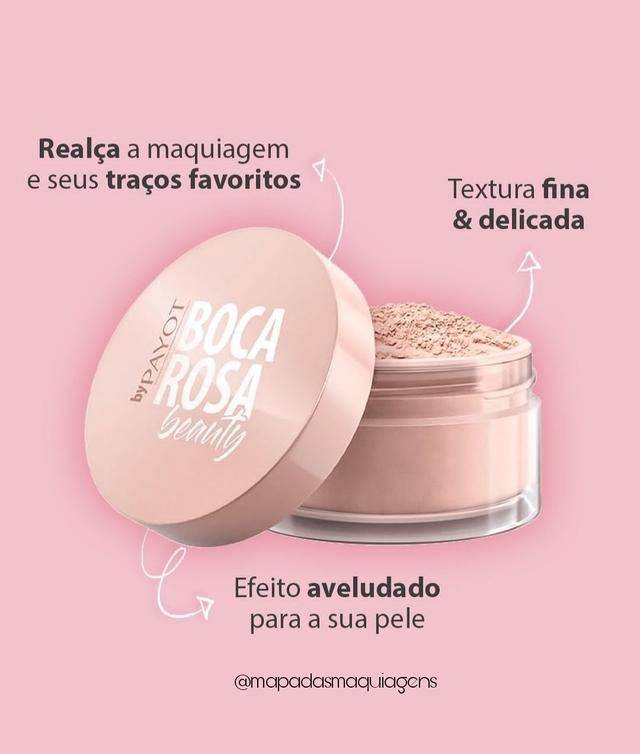 Realça a maquiagem
e seus traços favoritos
Textura fina
& delicada
by PAYOT
BOCA
ROSA
beauty
Efeito aveludado
para a sua pele
@mapadasmaquiagens